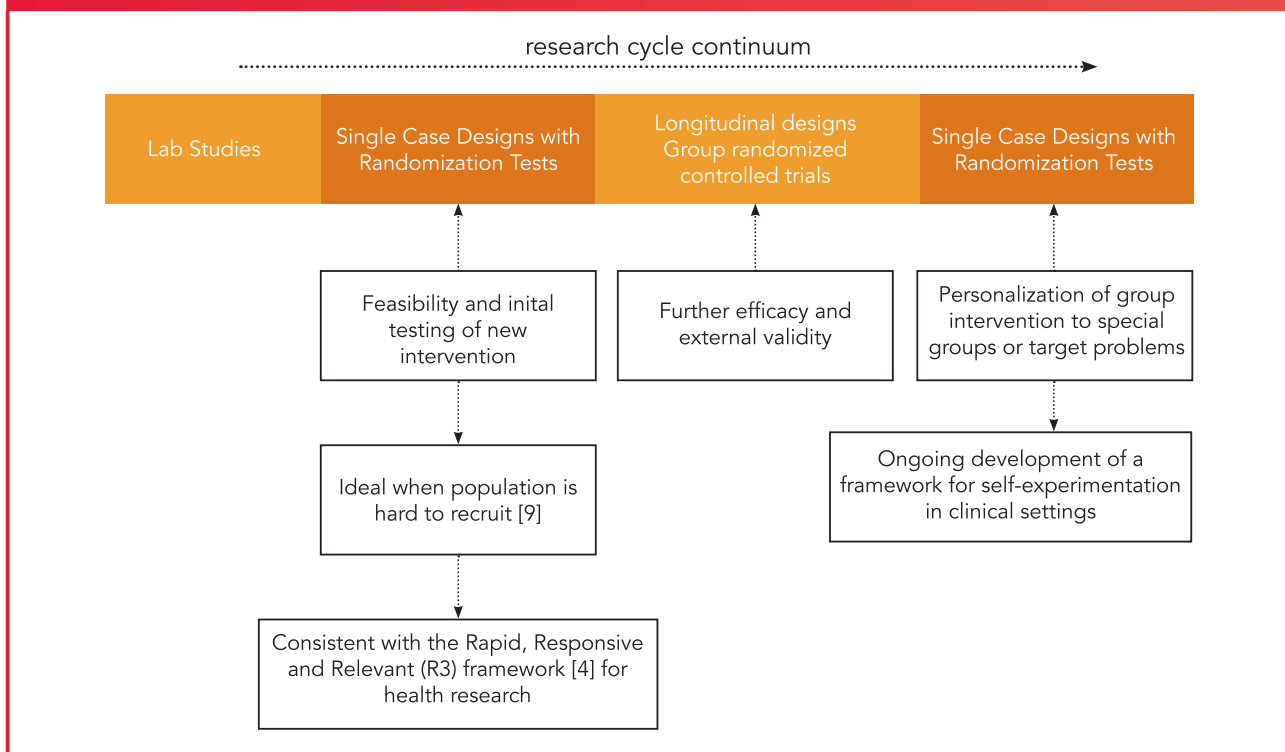 research cycle continuum
Lab Studies
Single Case Designs with
Randomization Tests
Longitudinal designs
Group randomized
controlled trials
Single Case Designs with
Randomization Tests
Feasibility and inital
testing of new
intervention
Further efficacy and
external validity
Personalization of group
intervention to special
groups or target problems
Ideal when population is
hard to recruit [9]
Ongoing development of a
framework for self-experimentation
in clinical settings
Consistent with the Rapid, Responsive
and Relevant (R3) framework [4] for
health research